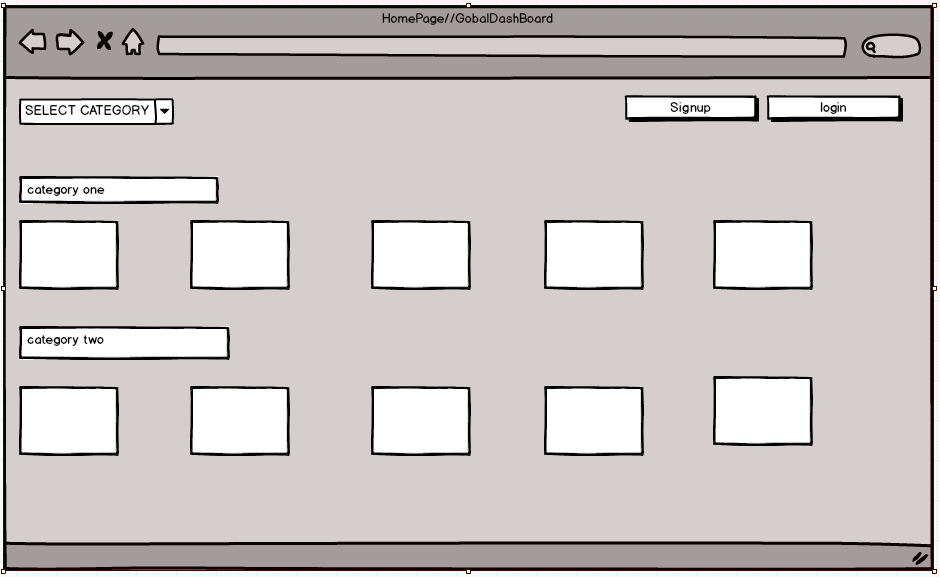 HomePage//GobalDashBoard
SELECT CATEGORY
Signup
login
category one
category two